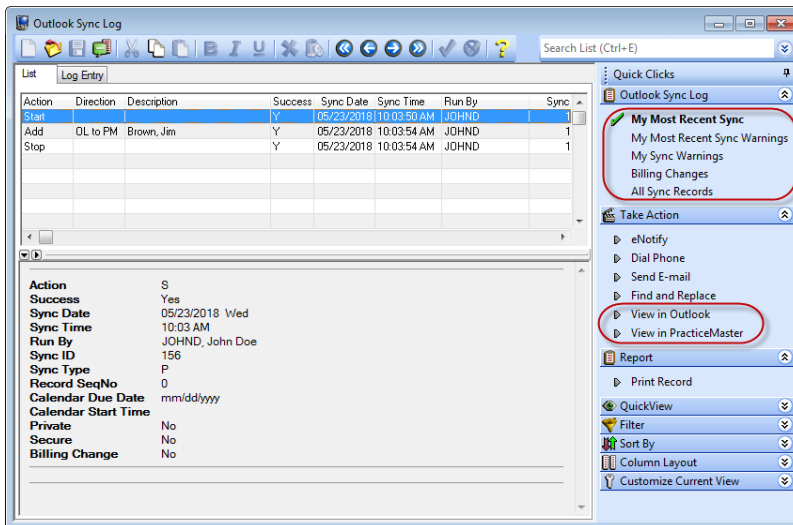 Outlook Sync Log
B I U
Search List (Ctrl+E)
List Log Entry
Action Direction Description Success Sync Date Sync Time Run By Sync
Start Y 05/23/2018 10:03:50 AM JOHND 1
Add OL to PM Brown, Jim Y 05/23/2018 10:03:54 AM JOHND 1
Stop Y 05/23/2018 10:03:54 AM JOHND 1
Action S
Success Yes
Sync Date 05/23/2018 Wed
Sync Time 10:03 AM
Run By JOHND, John Doe
Sync ID 156
Sync Type P
Record SeqNo 0
Calendar Due Date mm/dd/yyyy
Calendar Start Time
Private No
Secure No
Billing Change No
Quick Clicks
Outlook Sync Log
My Most Recent Sync
My Most Recent Sync Warnings
My Sync Warnings
Billing Changes
All Sync Records
Take Action
eNotify
Dial Phone
Send E-mail
Find and Replace
View in Outlook
View in PracticeMaster
Report
Print Record
QuickView
Filter
Sort By
Column Layout
Customize Current View